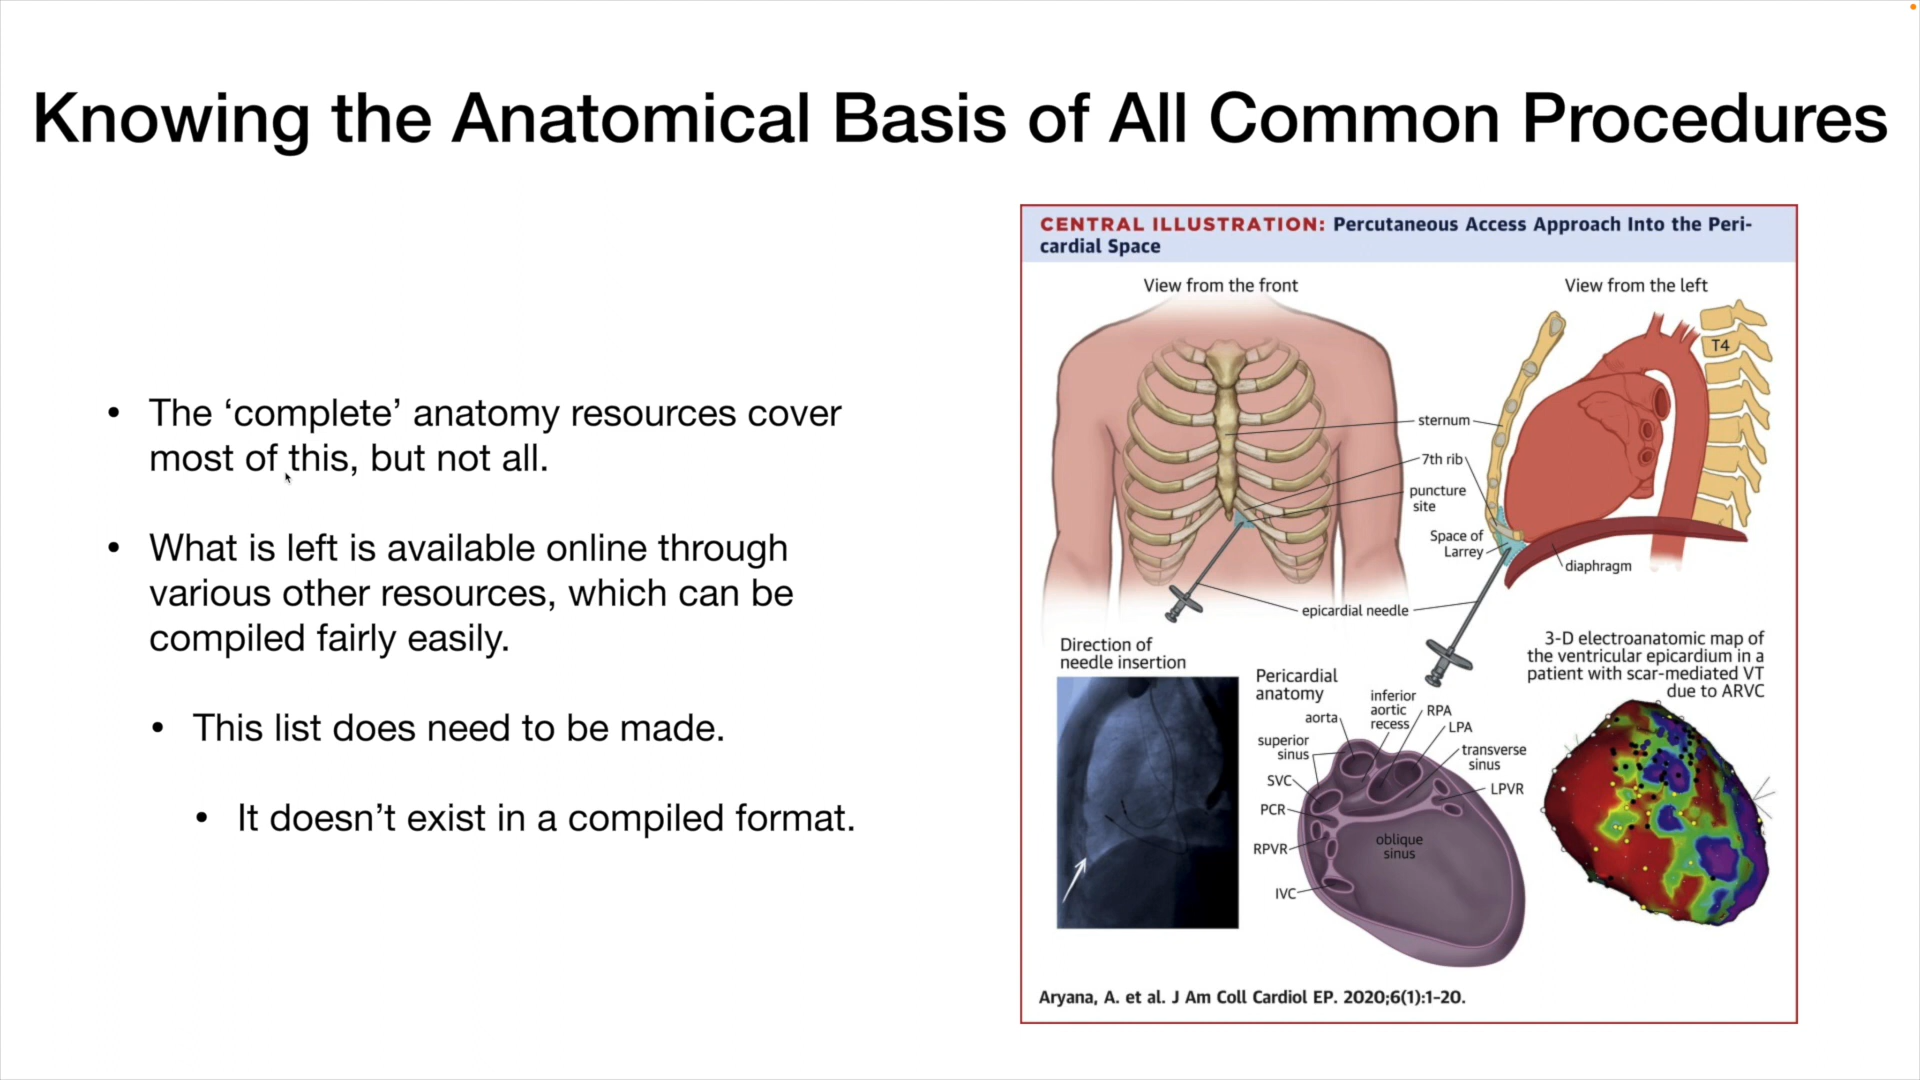 Knowing the Anatomical Basis of All Common Procedures
• The ‘complete’ anatomy resources cover
most of this, but not all.
• What is left is available online through
various other resources, which can be
compiled fairly easily.
• This list does need to be made.
• It doesn’t exist in a compiled format.
CENTRAL ILLUSTRATION: Percutaneous Access Approach Into the Peri-
cardial Space
View from the front
View from the left
T4
sternum
7th rib
puncture
site
Space of
Larrey
diaphragm
epicardial needle
Direction of
needle insertion
Pericardial
anatomy
inferior
aortic
recess
RPA
LPA
aorta
superior
sinus
transverse
sinus
SVC
LPVR
PCR
oblique
sinus
RPVR
IVC
3-D electroanatomic map of
the ventricular epicardium in a
patient with scar-mediated VT
due to ARVC
Aryana, A. et al. J Am Coll Cardiol EP. 2020;6(1):1–20.